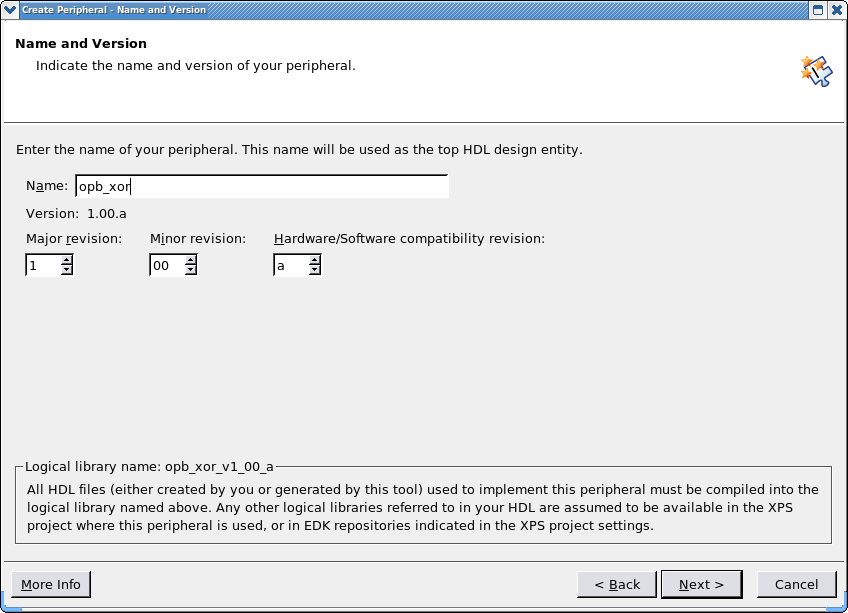 Create Peripheral - Name and Version
Name and Version
Indicate the name and version of your peripheral.
Enter the name of your peripheral. This name will be used as the top HDL design entity.
Name: opb_xor
Version: 1.00.a
Major revision: Minor revision: Hardware/Software compatibility revision:
1 00 a
Logical library name: opb_xor_v1_00_a
All HDL files (either created by you or generated by this tool) used to implement this peripheral must be compiled into the
logical library named above. Any other logical libraries referred to in your HDL are assumed to be available in the XPS
project where this peripheral is used, or in EDK repositories indicated in the XPS project settings.
More Info < Back Next > Cancel